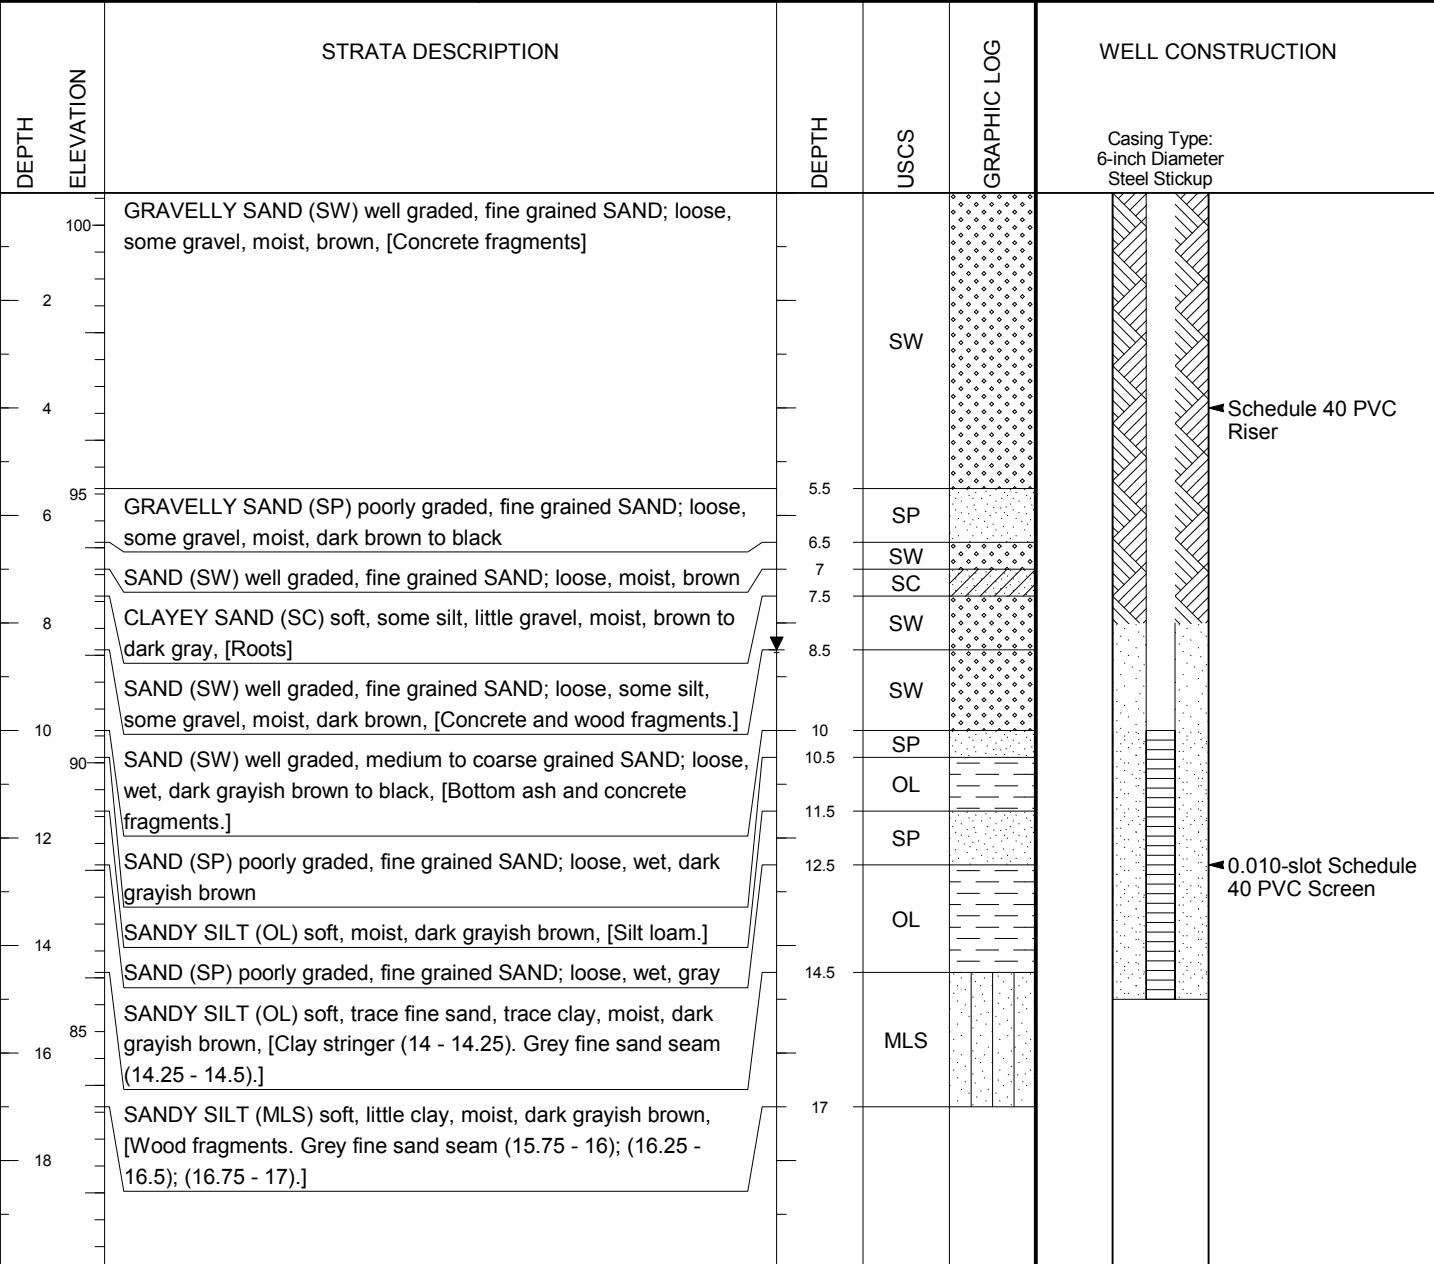 DEPTH
ELEVATION
STRATA DESCRIPTION
DEPTH
USCS
GRAPHIC LOG
WELL CONSTRUCTION
Casing Type:
6-inch Diameter
Steel Stickup
GRAVELLY SAND (SW) well graded, fine grained SAND; loose,
some gravel, moist, brown, [Concrete fragments]
100
2
SW
4
Schedule 40 PVC
Riser
95
5.5
GRAVELLY SAND (SP) poorly graded, fine grained SAND; loose,
some gravel, moist, dark brown to black
6
SP
6.5
SW
7
SAND (SW) well graded, fine grained SAND; loose, moist, brown
SC
7.5
CLAYEY SAND (SC) soft, some silt, little gravel, moist, brown to
dark gray, [Roots]
8
SW
8.5
SAND (SW) well graded, fine grained SAND; loose, some silt,
some gravel, moist, dark brown, [Concrete and wood fragments.]
SW
10
10
SP
10.5
90
SAND (SW) well graded, medium to coarse grained SAND; loose,
wet, dark grayish brown to black, [Bottom ash and concrete
fragments.]
OL
11.5
12
SP
SAND (SP) poorly graded, fine grained SAND; loose, wet, dark
grayish brown
12.5
0.010-slot Schedule
40 PVC Screen
SANDY SILT (OL) soft, moist, dark grayish brown, [Silt loam.]
OL
14
SAND (SP) poorly graded, fine grained SAND; loose, wet, gray
14.5
SANDY SILT (OL) soft, trace fine sand, trace clay, moist, dark
grayish brown, [Clay stringer (14 - 14.25). Grey fine sand seam
(14.25 - 14.5).]
85
16
MLS
17
SANDY SILT (MLS) soft, little clay, moist, dark grayish brown,
[Wood fragments. Grey fine sand seam (15.75 - 16); (16.25 -
16.5); (16.75 - 17).]
18